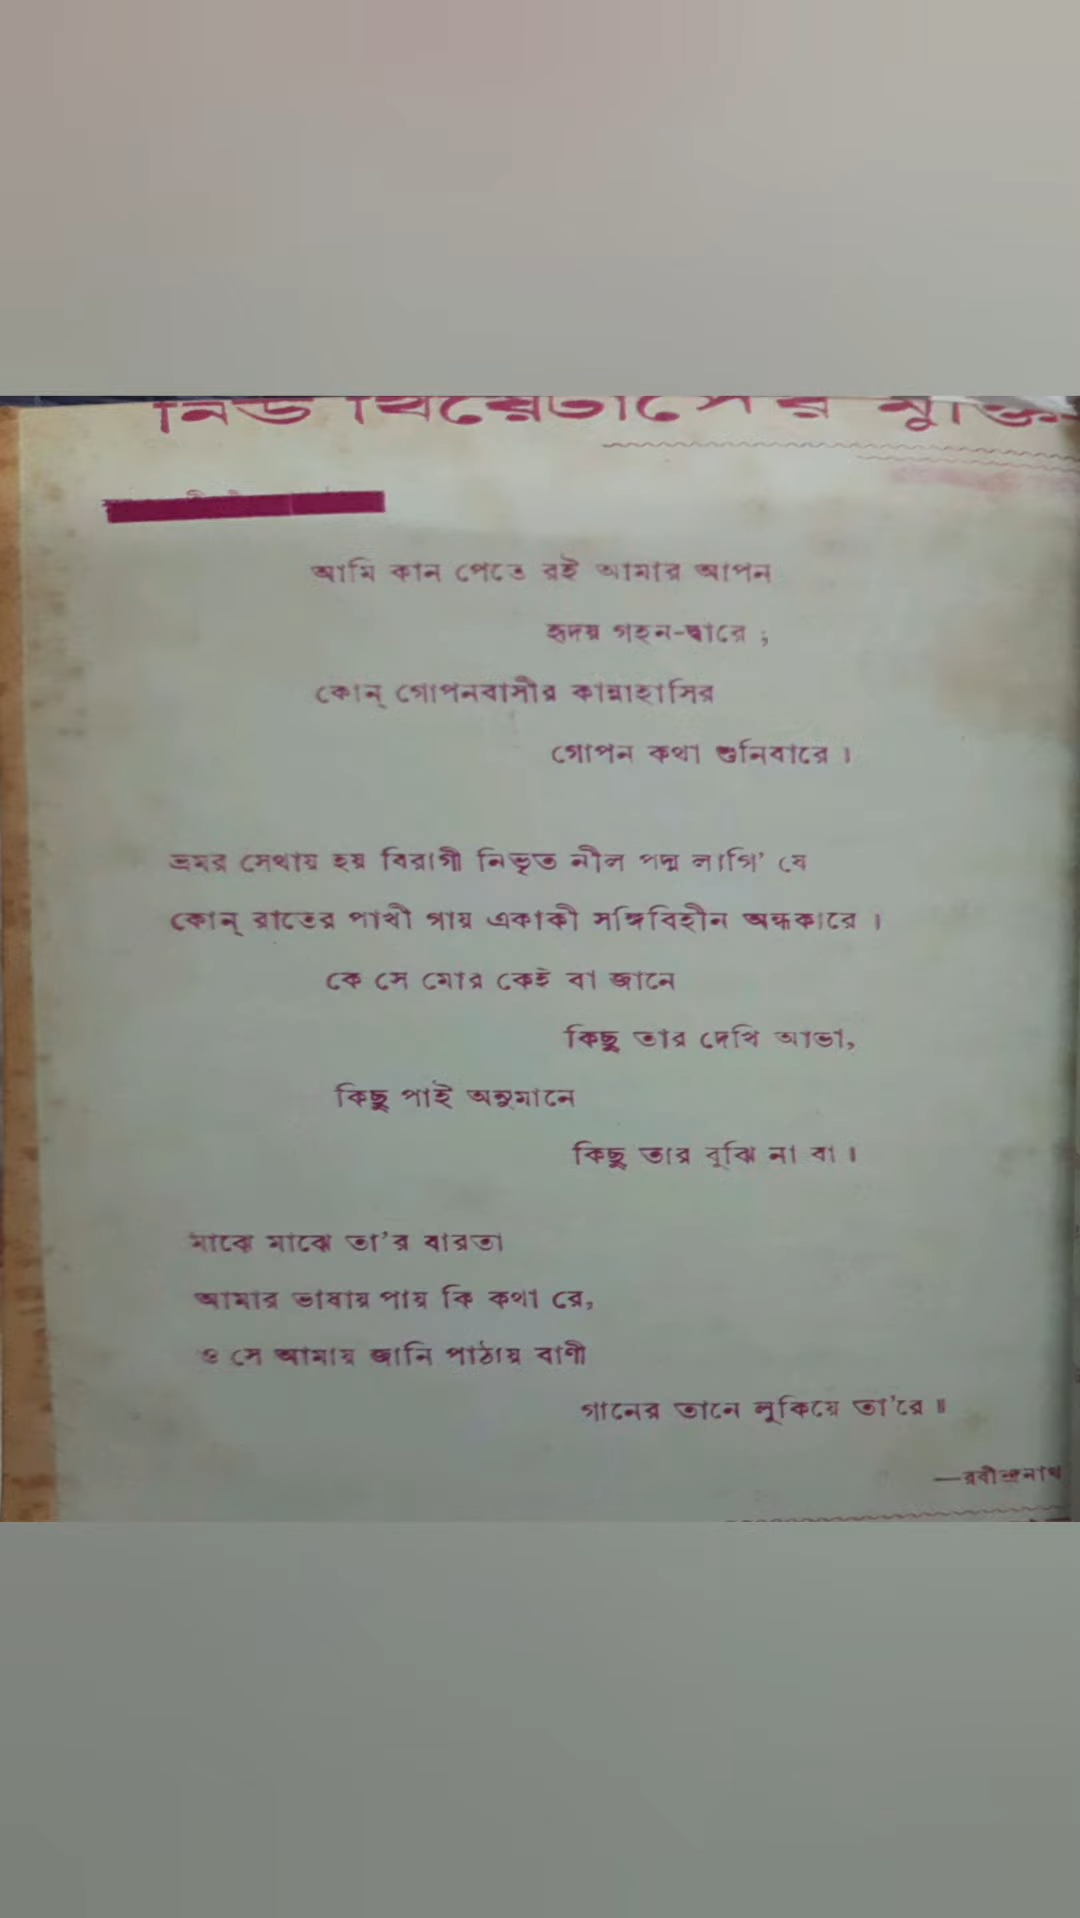 নিউ থিয়েটার্সের মুক্তি
আমি কান পেতে রই আমার আপন
হৃদয় গহন-দ্বারে ;
কোন্ গোপনবাসীর কান্নাহাসির
গোপন কথা শুনিবারে ।
ভ্রমর সেথায় হয় বিরাগী নিভৃত নীল পদ্ম লাগি' যে
কোন্ রাতের পাখী গায় একাকী সঙ্গিবিহীন অন্ধকারে ।
কে সে মোর কেই বা জানে
কিছু তার দেখি আভা,
কিছু পাই অনুমানে
কিছু তার বুঝি না বা ।
মাঝে মাঝে তা'র বারতা
আমার ভাষায় পায় কি কথা রে,
ও সে আমায় জানি পাঠায় বাণী
গানের তানে লুকিয়ে তা'রে ॥
—রবীন্দ্রনাথ